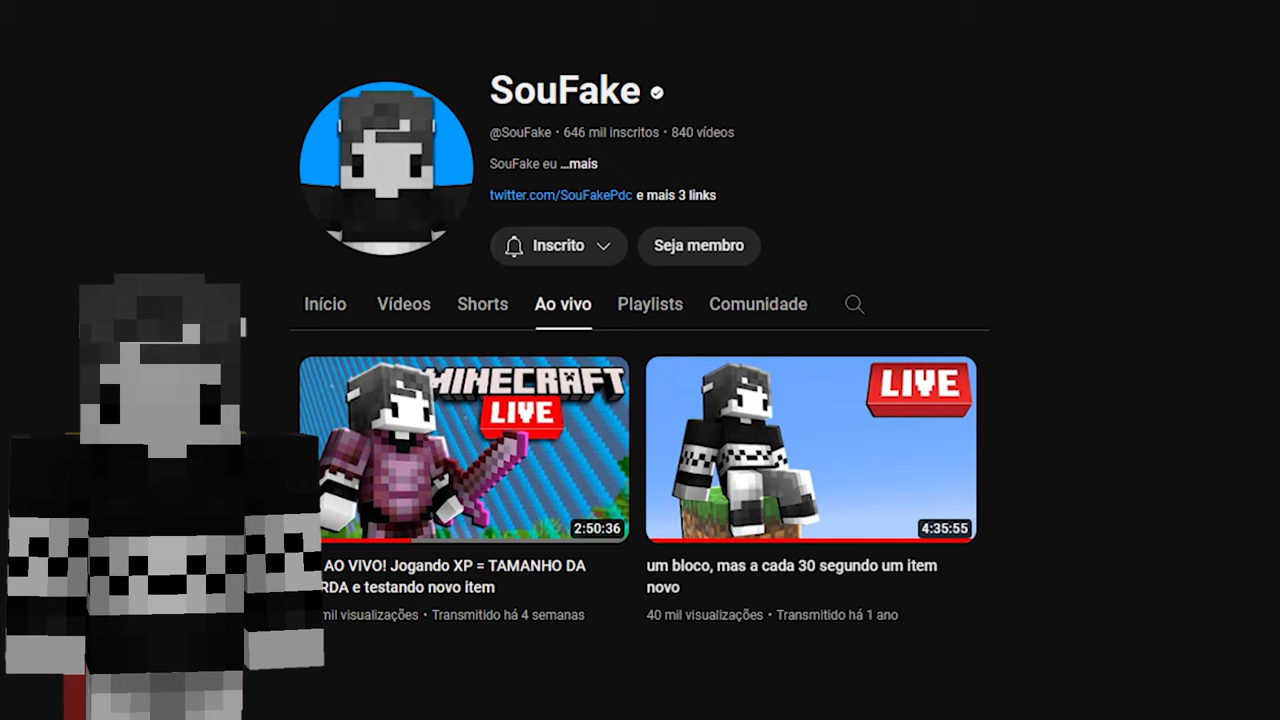 SouFake
@SouFake • 646 mil inscritos • 840 vídeos
SouFake eu ...mais
twitter.com/SouFakePdc e mais 3 links
Inscrito
Seja membro
Início Vídeos Shorts Ao vivo Playlists Comunidade
MINECRAFT
LIVE
2:50:36
LIVE
4:35:55
AO VIVO! Jogando XP = TAMANHO DA
RDA e testando novo item
mil visualizações • Transmitido há 4 semanas
um bloco, mas a cada 30 segundo um item
novo
40 mil visualizações • Transmitido há 1 ano